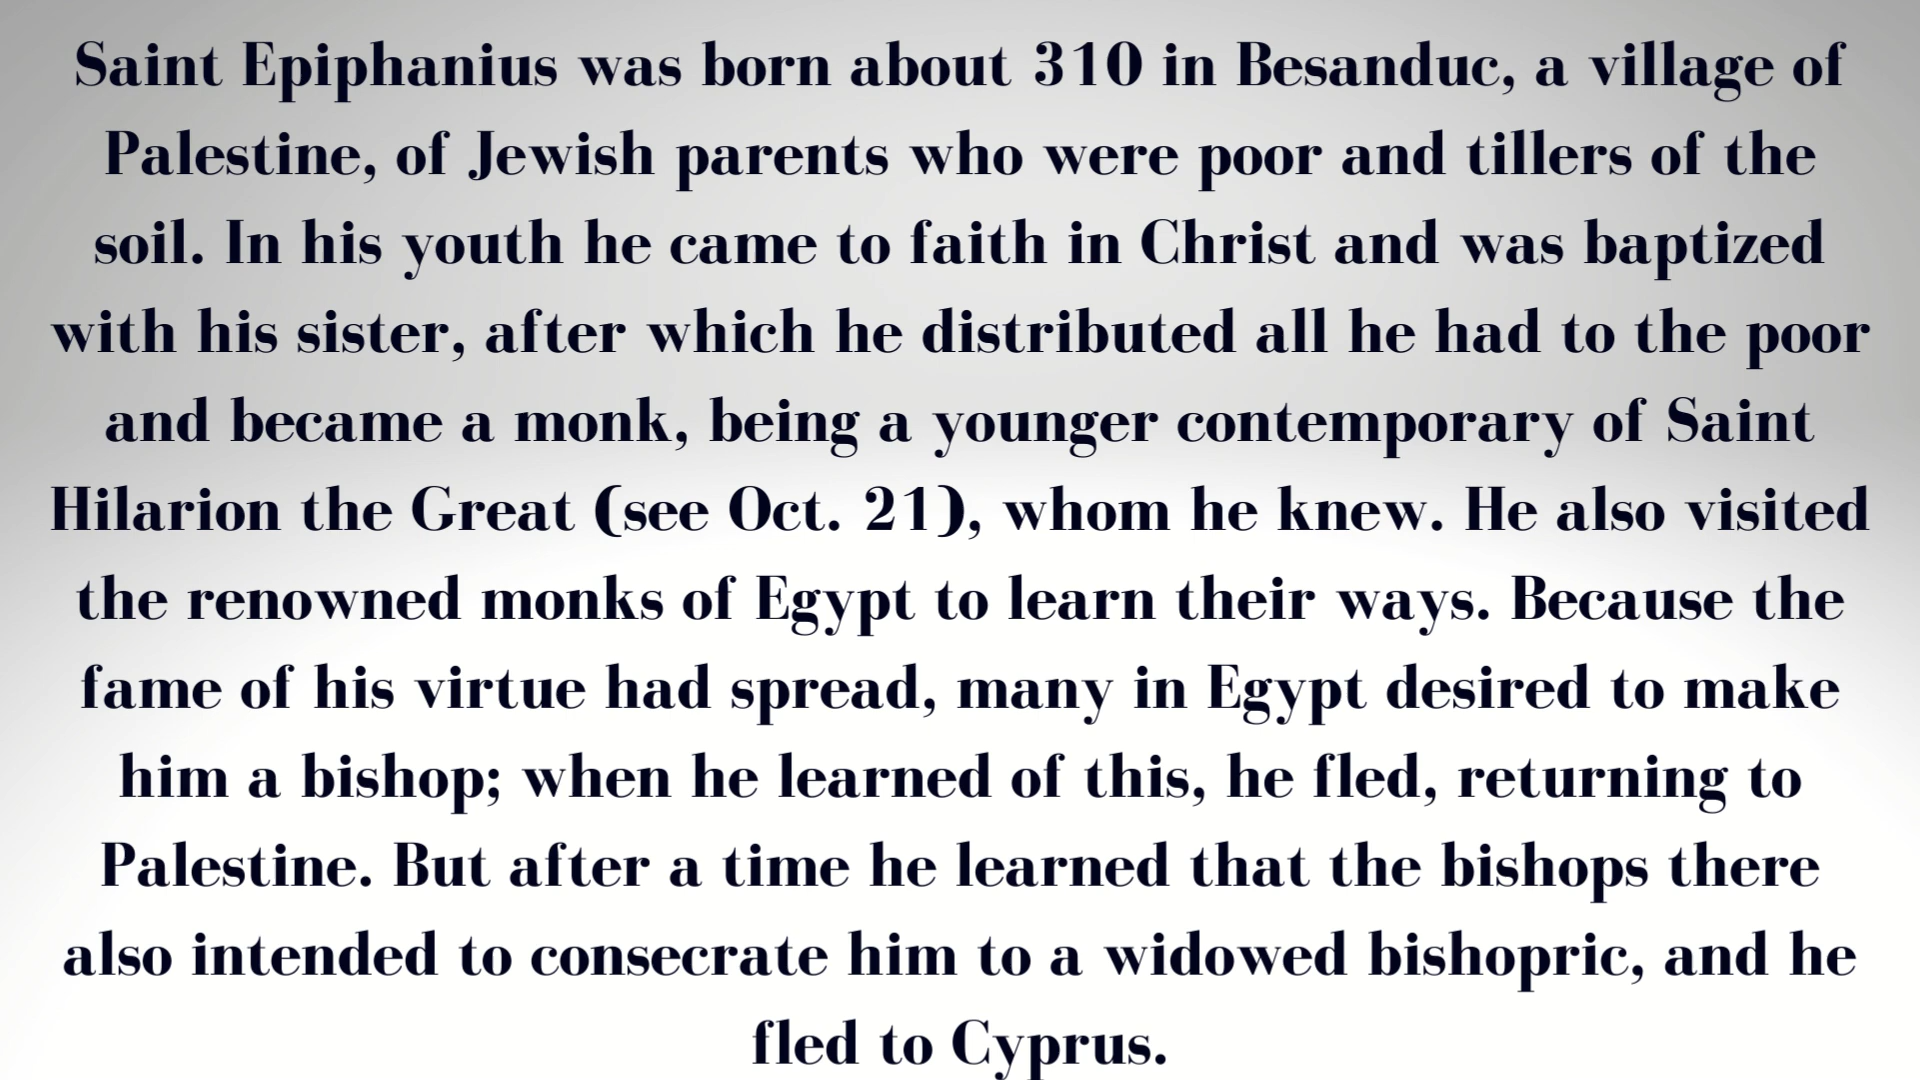 Saint Epiphanius was born about 310 in Besanduc, a village of
Palestine, of Jewish parents who were poor and tillers of the
soil. In his youth he came to faith in Christ and was baptized
with his sister, after which he distributed all he had to the poor
and became a monk, being a younger contemporary of Saint
Hilarion the Great (see Oct. 21), whom he knew. He also visited
the renowned monks of Egypt to learn their ways. Because the
fame of his virtue had spread, many in Egypt desired to make
him a bishop; when he learned of this, he fled, returning to
Palestine. But after a time he learned that the bishops there
also intended to consecrate him to a widowed bishopric, and he
fled to Cyprus.